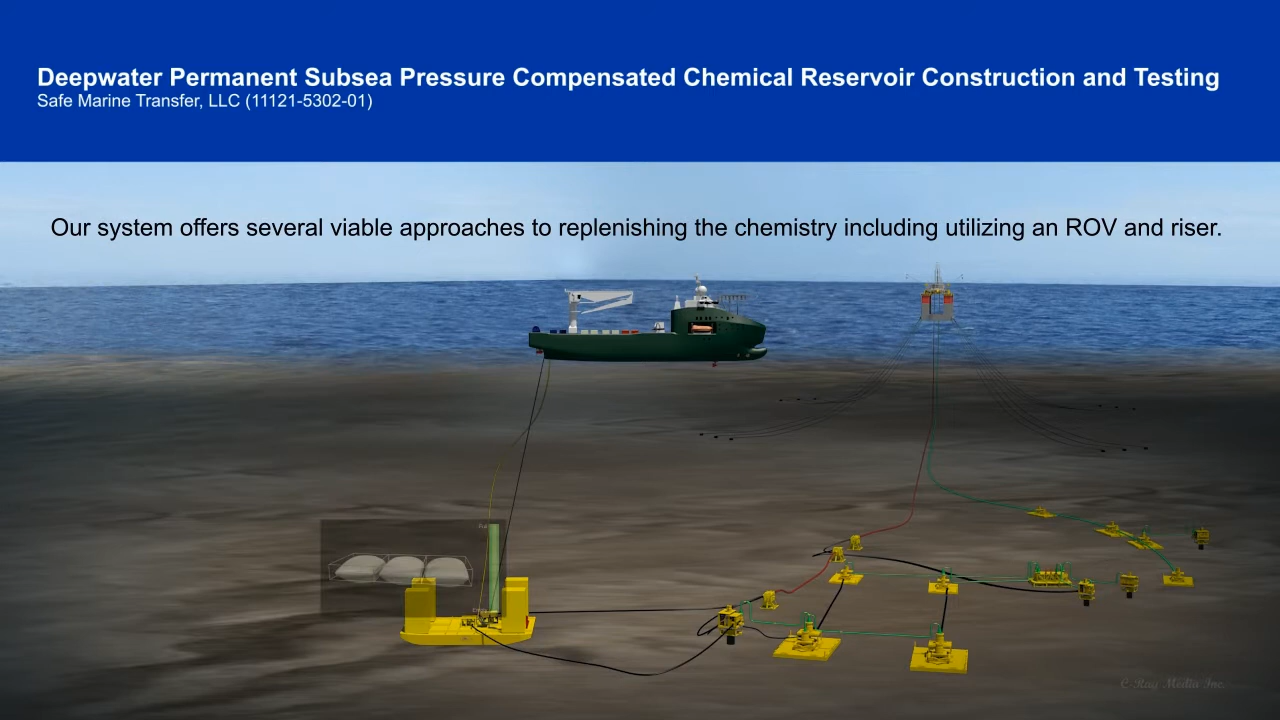 Deepwater Permanent Subsea Pressure Compensated Chemical Reservoir Construction and Testing
Safe Marine Transfer, LLC (11121-5302-01)
Our system offers several viable approaches to replenishing the chemistry including utilizing an ROV and riser.
Full
C-Ray Media Inc.